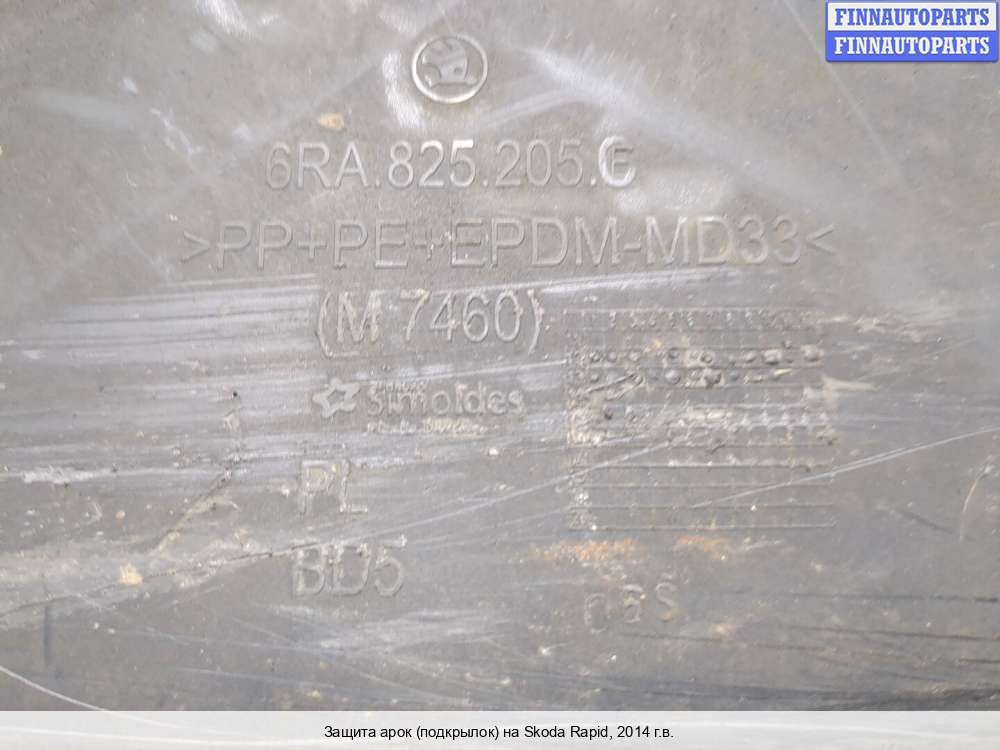 FINNAUTOPARTS
FINNAUTOPARTS
6RA.825.205.
>PP+PE+EPDM-MD33<
(M 7460)
Simoldes
PL
BD5
Защита арок (подкрылок) на Skoda Rapid, 2014 г.в.